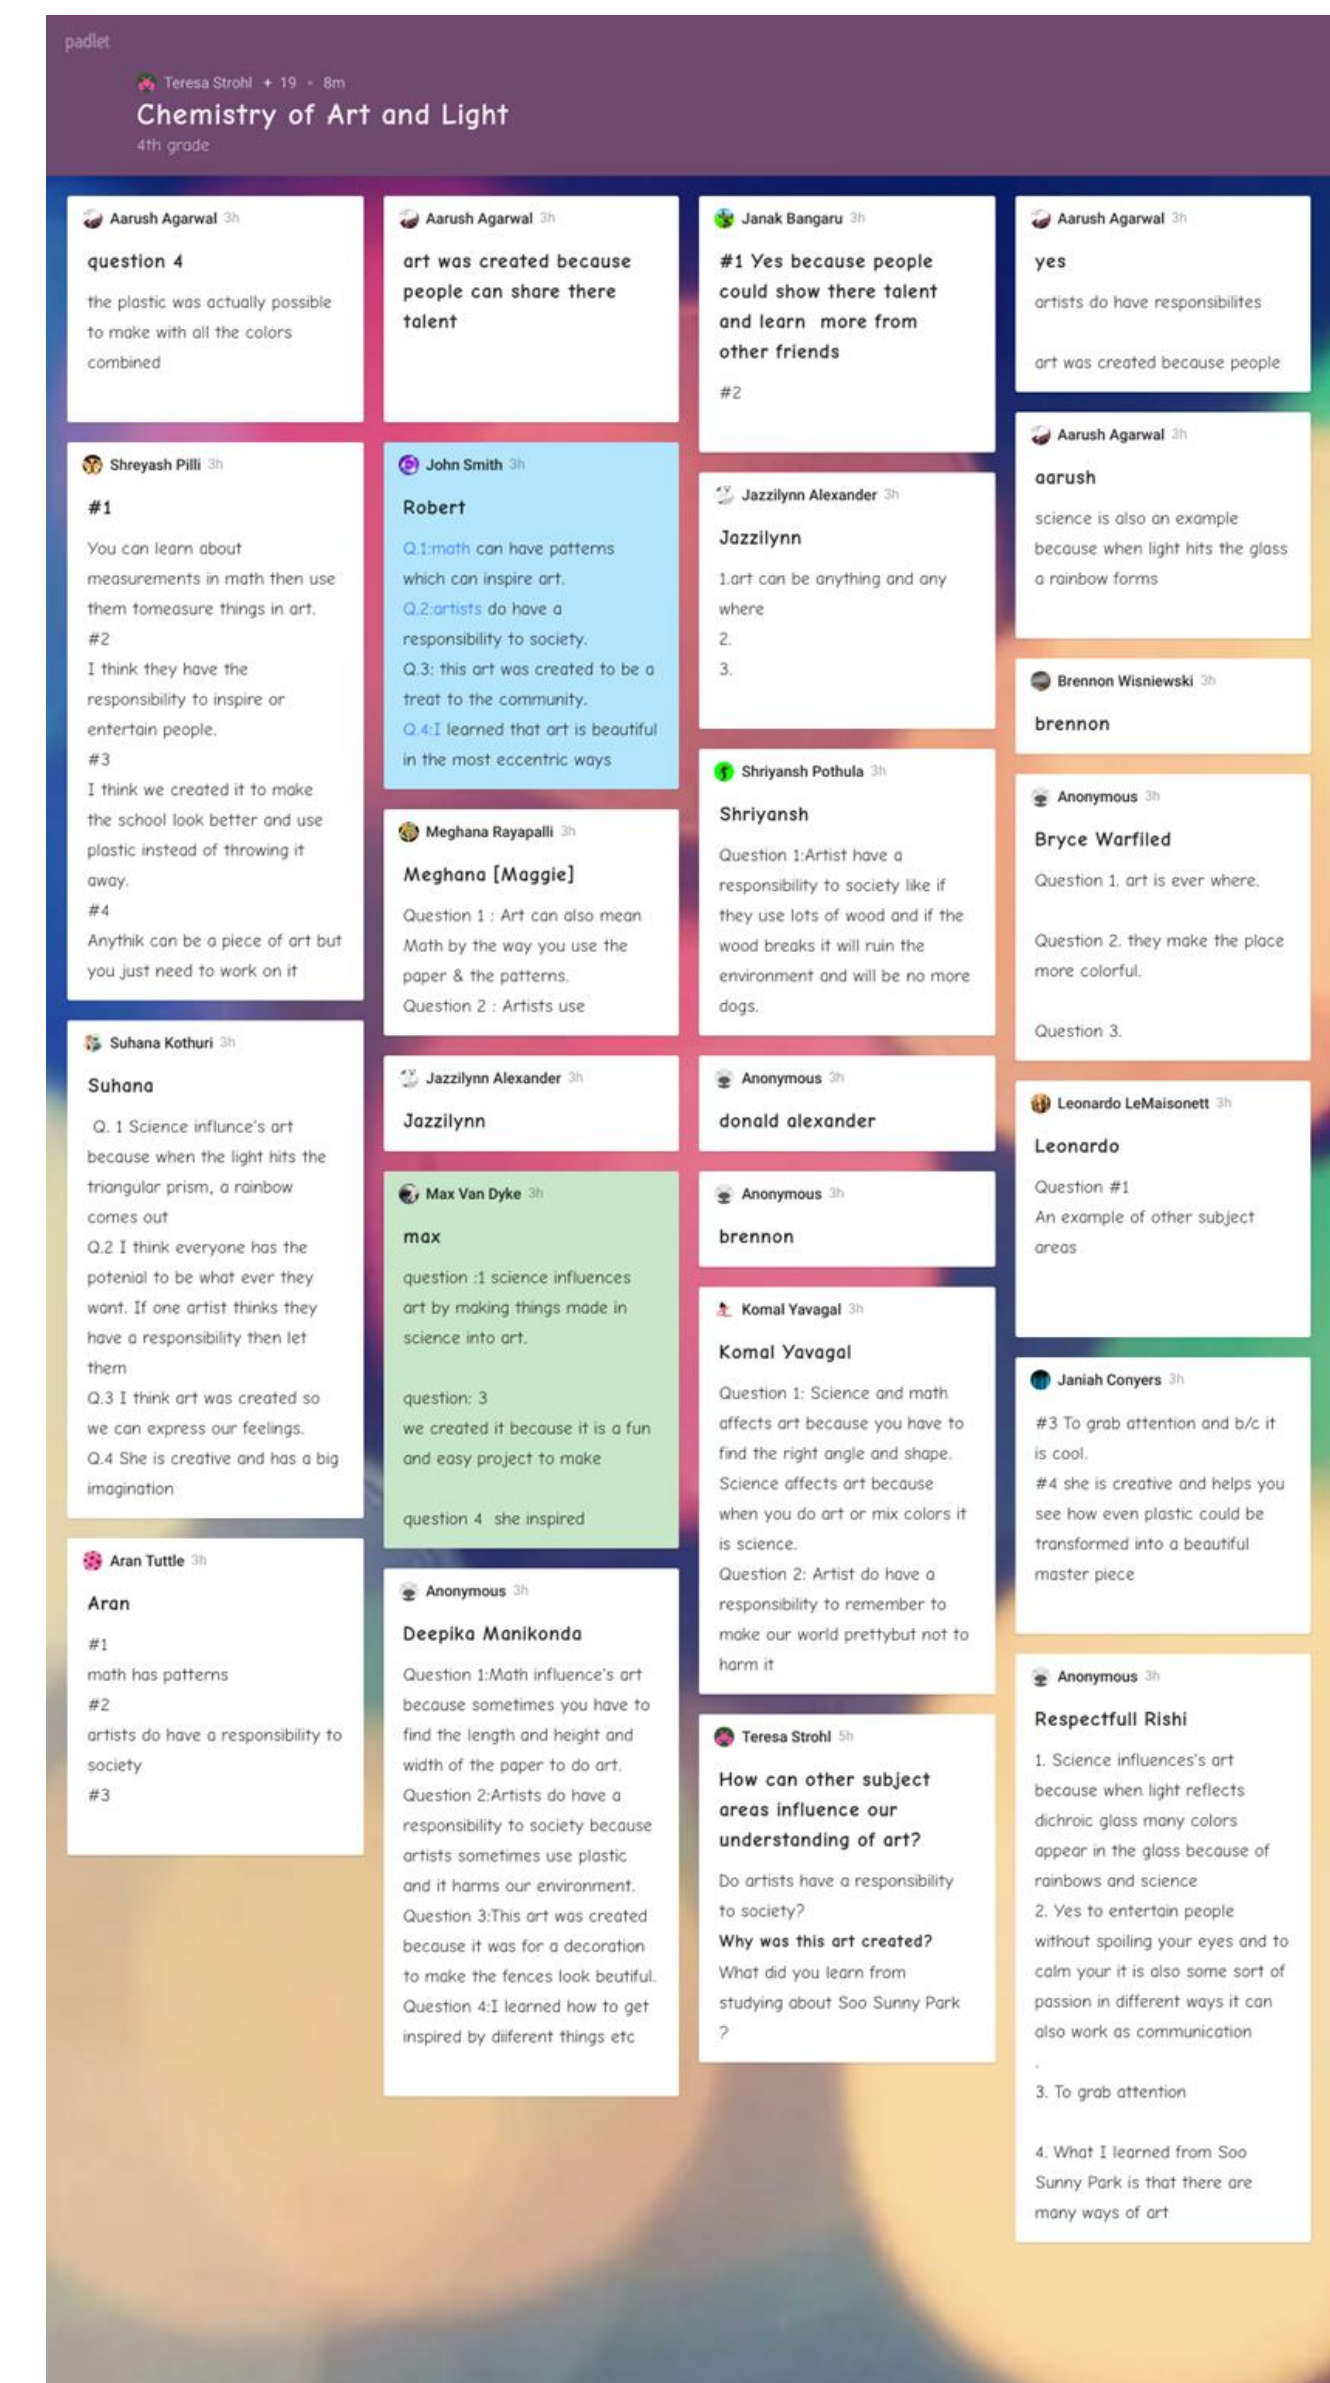 padlet
Teresa Strohl + 19 • 8m
Chemistry of Art and Light
4th grade
Aarush Agarwal 3h
question 4
the plastic was actually possible
to make with all the colors
combined
Shreyash Pilli 3h
#1
You can learn about
measurements in math then use
them tomeasure things in art.
#2
I think they have the
responsibility to inspire or
entertain people.
#3
I think we created it to make
the school look better and use
plastic instead of throwing it
away.
#4
Anythik can be a piece of art but
you just need to work on it
Suhana Kothuri 3h
Suhana
Q. 1 Science influnce's art
because when the light hits the
triangular prism, a rainbow
comes out
Q.2 I think everyone has the
potenial to be what ever they
want. If one artist thinks they
have a responsibility then let
them
Q.3 I think art was created so
we can express our feelings.
Q.4 She is creative and has a big
imagination
Aran Tuttle 3h
Aran
#1
math has patterns
#2
artists do have a responsibility to
society
#3
Aarush Agarwal 3h
art was created because
people can share there
talent
John Smith 3h
Robert
Q.1:math can have patterns
which can inspire art.
Q.2:artists do have a
responsibility to society.
Q.3: this art was created to be a
treat to the community.
Q.4:I learned that art is beautiful
in the most eccentric ways
Meghana Rayapalli 3h
Meghana [Maggie]
Question 1 : Art can also mean
Math by the way you use the
paper & the patterns.
Question 2 : Artists use
Jazzilynn Alexander 3h
Jazzilynn
Max Van Dyke 3h
max
question :1 science influences
art by making things made in
science into art.
question: 3
we created it because it is a fun
and easy project to make
question 4 she inspired
Anonymous 3h
Deepika Manikonda
Question 1:Math influence's art
because sometimes you have to
find the length and height and
width of the paper to do art.
Question 2:Artists do have a
responsibility to society because
artists sometimes use plastic
and it harms our environment.
Question 3:This art was created
because it was for a decoration
to make the fences look beutiful.
Question 4:I learned how to get
inspired by diiferent things etc
Janak Bangaru 3h
#1 Yes because people
could show there talent
and learn more from
other friends
#2
Jazzilynn Alexander 3h
Jazzilynn
1.art can be anything and any
where
2.
3.
Shriyansh Pothula 3h
Shriyansh
Question 1:Artist have a
responsibility to society like if
they use lots of wood and if the
wood breaks it will ruin the
environment and will be no more
dogs.
Anonymous 3h
donald alexander
Anonymous 3h
brennon
Komal Yavagal 3h
Komal Yavagal
Question 1: Science and math
affects art because you have to
find the right angle and shape.
Science affects art because
when you do art or mix colors it
is science.
Question 2: Artist do have a
responsibility to remember to
make our world prettybut not to
harm it
Teresa Strohl 5h
How can other subject
areas influence our
understanding of art?
Do artists have a responsibility
to society?
Why was this art created?
What did you learn from
studying about Soo Sunny Park
?
Aarush Agarwal 3h
yes
artists do have responsibilites
art was created because people
Aarush Agarwal 3h
aarush
science is also an example
because when light hits the glass
a rainbow forms
Brennon Wisniewski 3h
brennon
Anonymous 3h
Bryce Warfiled
Question 1. art is ever where.
Question 2. they make the place
more colorful.
Question 3.
Leonardo LeMaisonett 3h
Leonardo
Question #1
An example of other subject
areas
Janiah Conyers 3h
#3 To grab attention and b/c it
is cool.
#4 she is creative and helps you
see how even plastic could be
transformed into a beautiful
master piece
Anonymous 3h
Respectfull Rishi
1. Science influences's art
because when light reflects
dichroic glass many colors
appear in the glass because of
rainbows and science
2. Yes to entertain people
without spoiling your eyes and to
calm your it is also some sort of
passion in different ways it can
also work as communication
.
3. To grab attention
4. What I learned from Soo
Sunny Park is that there are
many ways of art